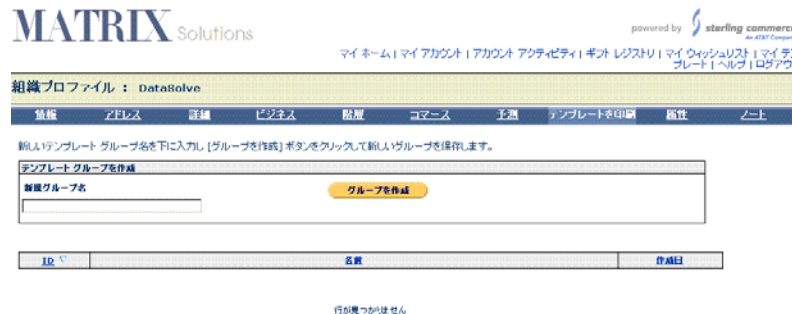 MATRIX Solutions
powered by sterling commerce
An AT&T Company
マイ ホーム | マイ アカウント | アカウント アクティビティ | ギフト レジストリ | マイ ウィッシュリスト | マイ テン
プレート | ヘルプ | ログアウ
組織プロファイル : DataSolve
情報 アドレス 詳細 ビジネス 階層 コマース 予測 テンプレートを印刷 属性 ノート
新しいテンプレート グループ名を下に入力し [グループを作成] ボタンをクリックして新しいグループを保存します。
テンプレート グループを作成
新規グループ名
グループを作成
ID 名前 作成日
行が見つかりません